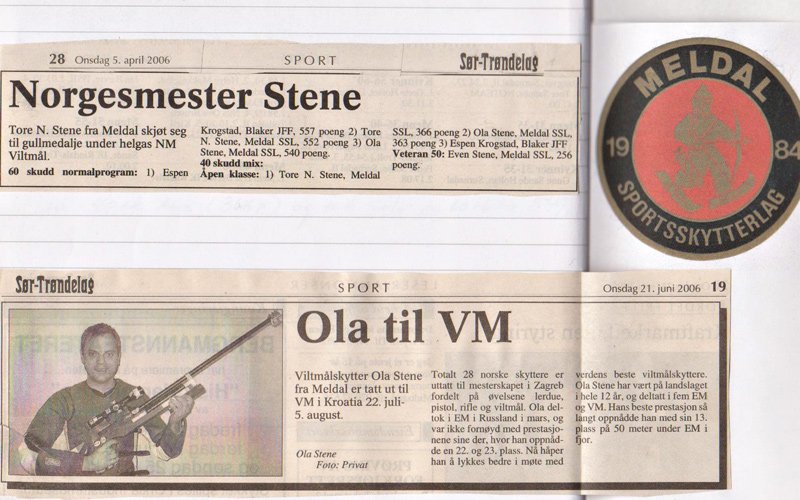 28 Onsdag 5. april 2006
SPORT
Sør-Trøndelag
Norgesmester Stene
Tore N. Stene fra Meldal skjøt seg
til gullmedalje under helgas NM
Viltmål.
60 skudd normalprogram: 1) Espen
Krogstad, Blaker JFF, 557 poeng 2) Tore
N. Stene, Meldal SSL, 552 poeng 3) Ola
Stene, Meldal SSL, 540 poeng.
40 skudd mix:
Åpen klasse: 1) Tore N. Stene, Meldal
SSL, 366 poeng 2) Ola Stene, Meldal SSL,
363 poeng 3) Espen Krogstad, Blaker JFF
Veteran 50: Even Stene, Meldal SSL, 256
poeng.
MELDAL
1984
SPORTSSKYTTERLAG
Sør-Trøndelag
SPORT
Onsdag 21. juni 2006 19
Ola til VM
Viltmålskytter Ola Stene
fra Meldal er tatt ut til
VM i Kroatia 22. juli-
5. august.
Ola Stene
Foto: Privat
Totalt 28 norske skyttere er
uttatt til mesterskapet i Zagreb
fordelt på øvelsene lerdue,
pistol, rifle og viltmål. Ola del-
tok i EM i Russland i mars, og
var ikke fornøyd med prestasjo-
nene sine der, hvor han oppnåd-
de en 22. og 23. plass. Nå håper
han å lykkes bedre i møte med
verdens beste viltmålskyttere.
Ola Stene har vært på landslaget
i hele 12 år, og deltatt i fem EM
og VM. Hans beste prestasjon så
langt oppnådde han med sin 13.
plass på 50 meter under EM i
fjor.